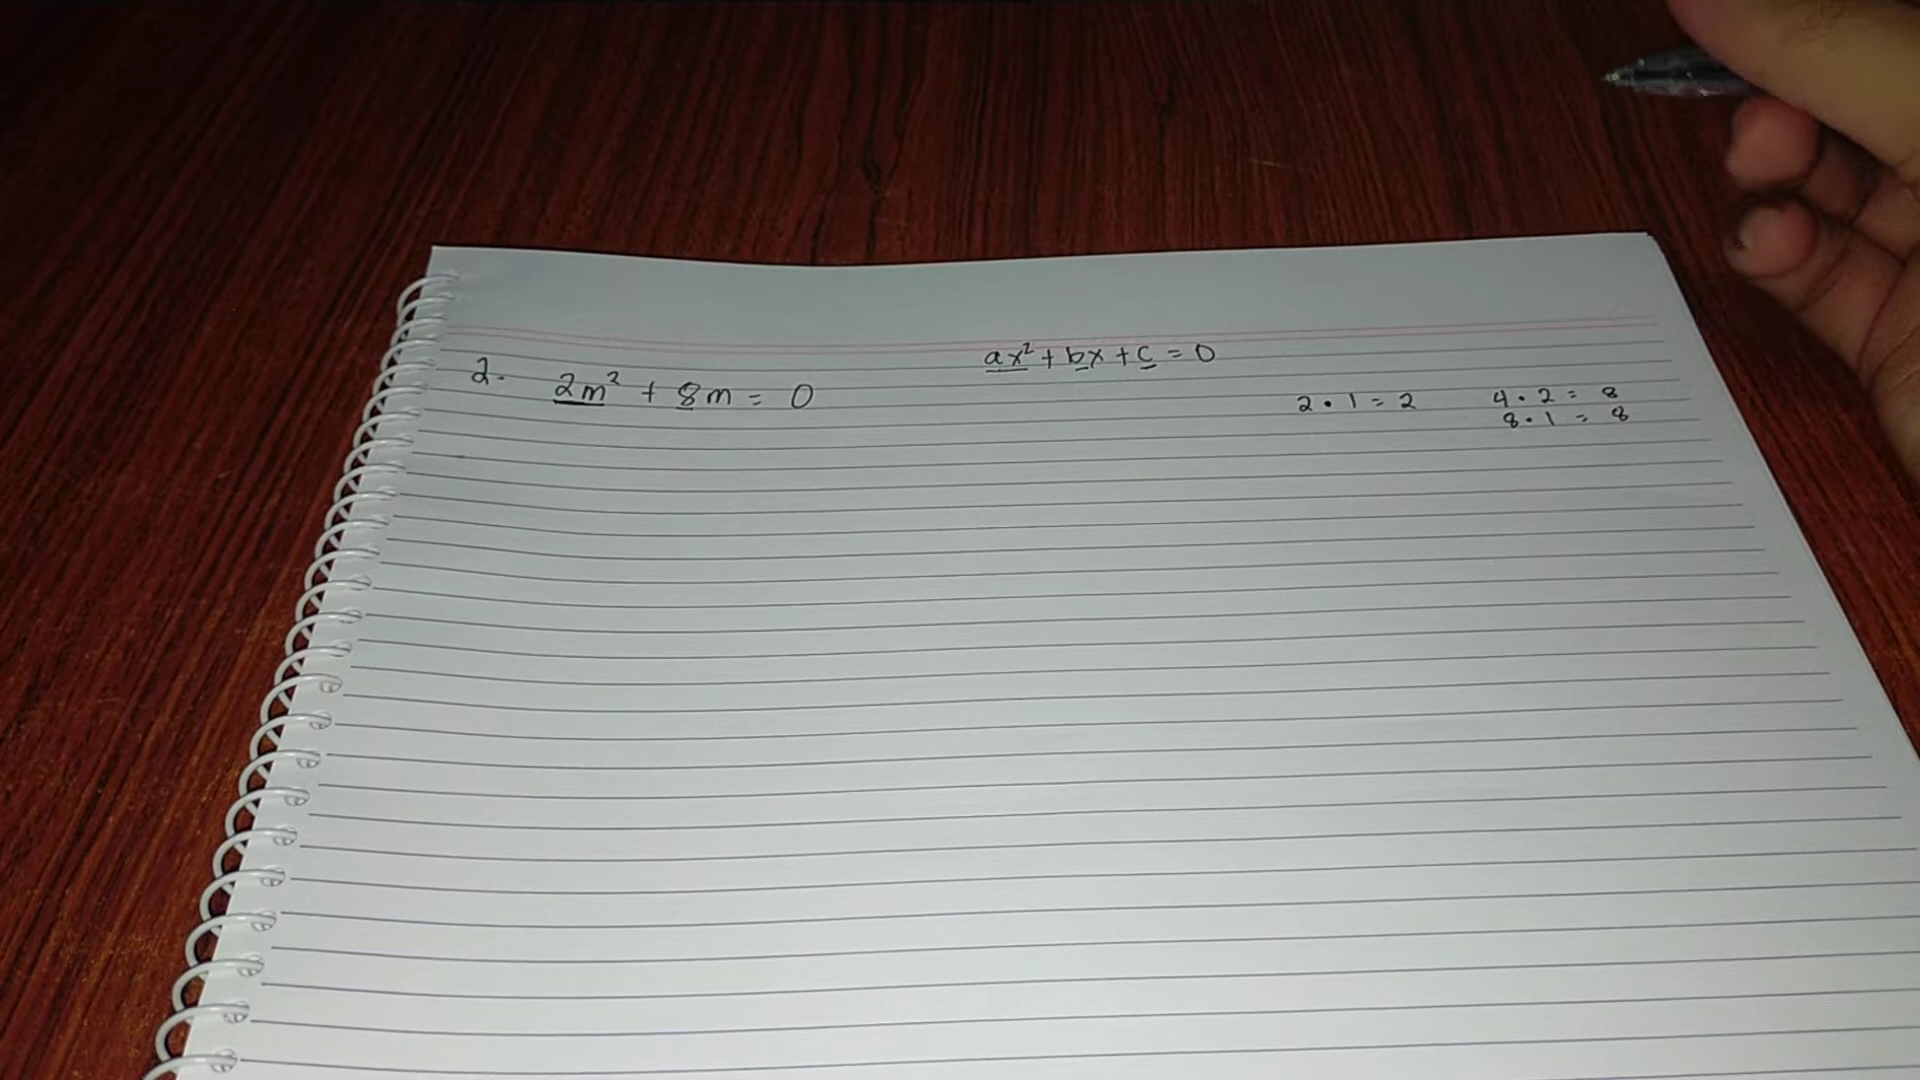 2. 2m² + 8m = 0
ax² + bx + c = 0
2 · 1 = 2
4 · 2 = 8
8 · 1 = 8